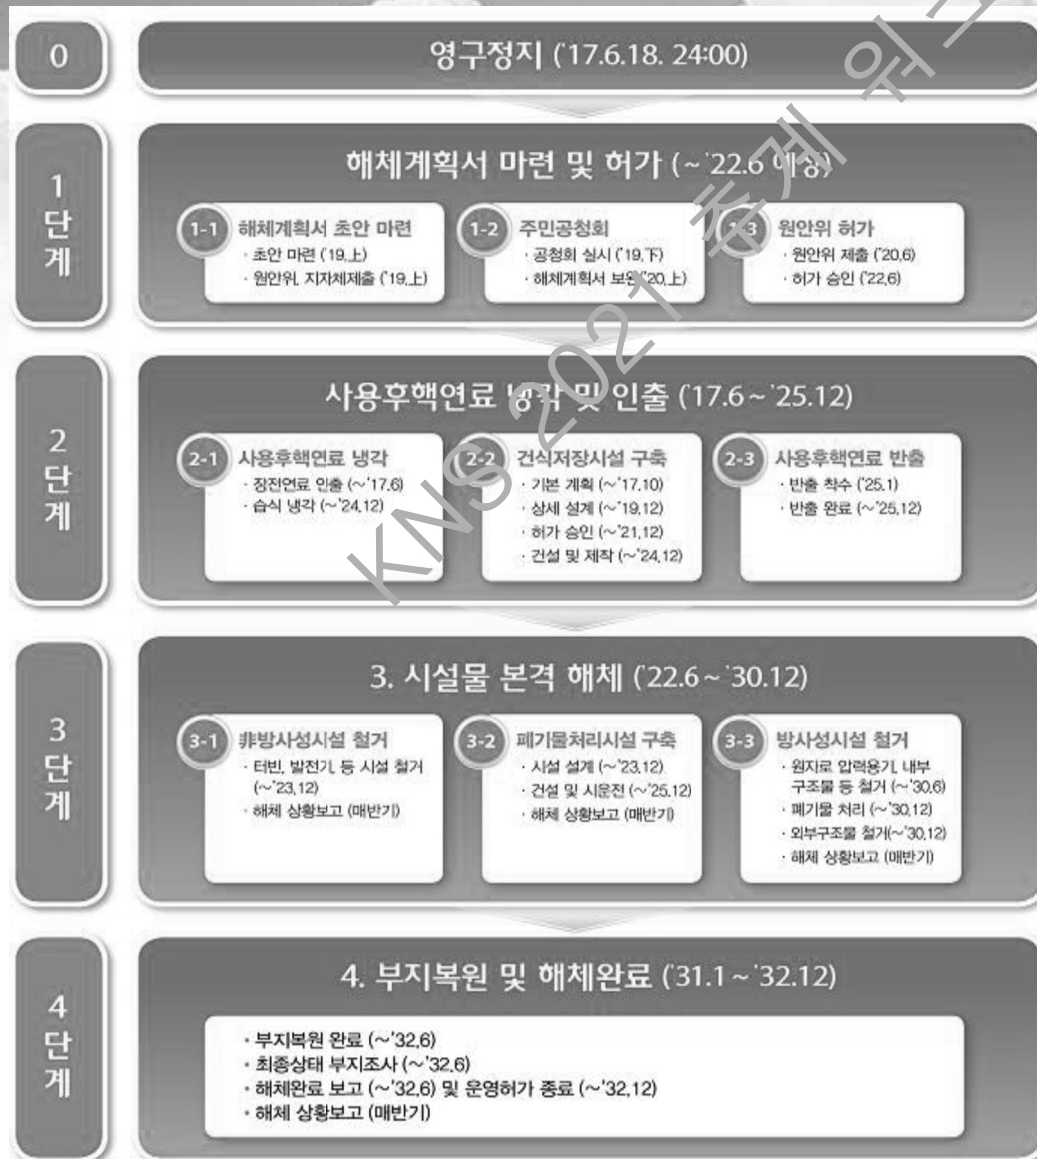 0
영구정지 ('17.6.18. 24:00)
1
단
계
해체계획서 마련 및 허가 (~'22.6 예상)
1-1 해체계획서 초안 마련
· 초안 마련 ('19.上)
· 원안위, 지자체제출 ('19.上)
1-2 주민공청회
· 공청회 실시 ('19.下)
· 해체계획서 보완('20.上)
1-3 원안위 허가
· 원안위 제출 ('20.6)
· 허가 승인 ('22.6)
2
단
계
사용후핵연료 냉각 및 인출 ('17.6~'25.12)
2-1 사용후핵연료 냉각
· 장전연료 인출 (~'17.6)
· 습식 냉각 (~'24.12)
2-2 건식저장시설 구축
· 기본 계획 (~'17.10)
· 상세 설계 (~'19.12)
· 허가 승인 (~'21.12)
· 건설 및 제작 (~'24.12)
2-3 사용후핵연료 반출
· 반출 착수 ('25.1)
· 반출 완료 (~'25.12)
3
단
계
3. 시설물 본격 해체 ('22.6~'30.12)
3-1 非방사성시설 철거
· 터빈, 발전기 등 시설 철거
(~'23.12)
· 해체 상황보고 (매반기)
3-2 폐기물처리시설 구축
· 시설 설계 (~'23.12)
· 건설 및 시운전 (~'25.12)
· 해체 상황보고 (매반기)
3-3 방사성시설 철거
· 원자로 압력용기, 내부
구조물 등 철거 (~'30.6)
· 폐기물 처리 (~'30.12)
· 외부구조물 철거(~'30.12)
· 해체 상황보고 (매반기)
4
단
계
4. 부지복원 및 해체완료 ('31.1~'32.12)
· 부지복원 완료 (~'32.6)
· 최종상태 부지조사 (~'32.6)
· 해체완료 보고 (~'32.6) 및 운영허가 종료 (~'32.12)
· 해체 상황보고 (매반기)
KNS 2021 추계 워크